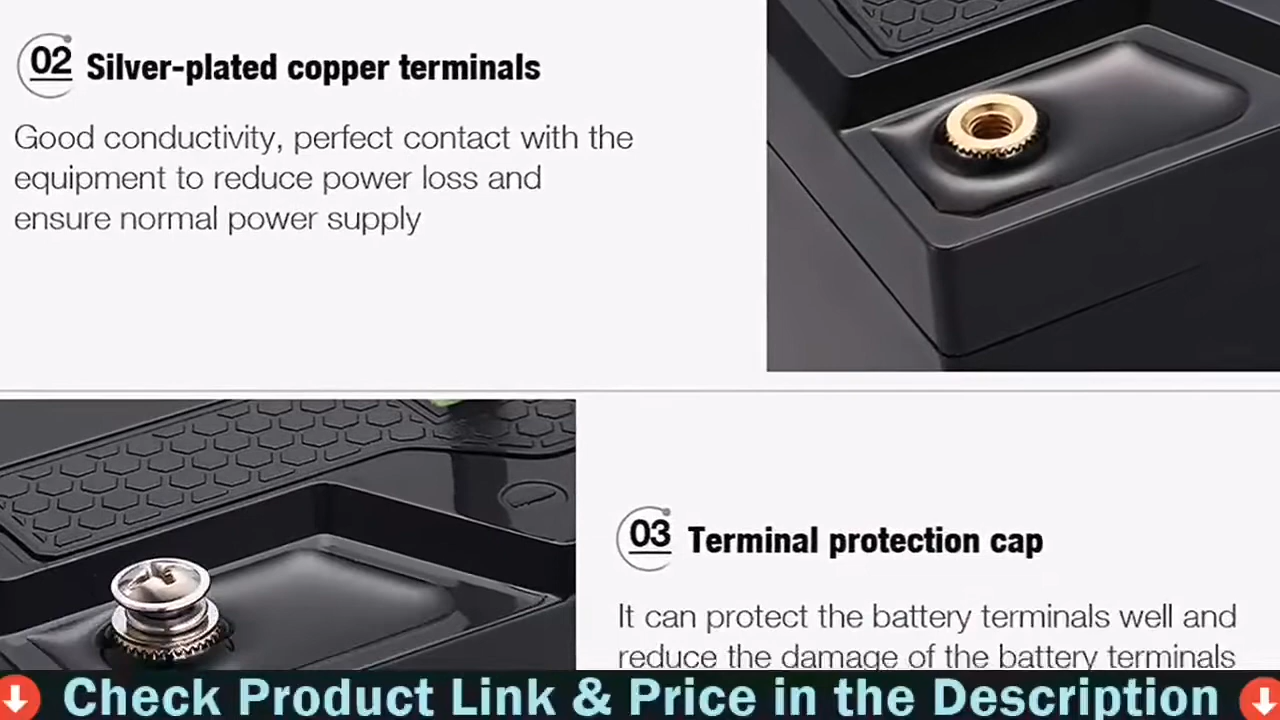 02 Silver-plated copper terminals
Good conductivity, perfect contact with the
equipment to reduce power loss and
ensure normal power supply
03 Terminal protection cap
It can protect the battery terminals well and
reduce the damage of the battery terminals
Check Product Link & Price in the Description